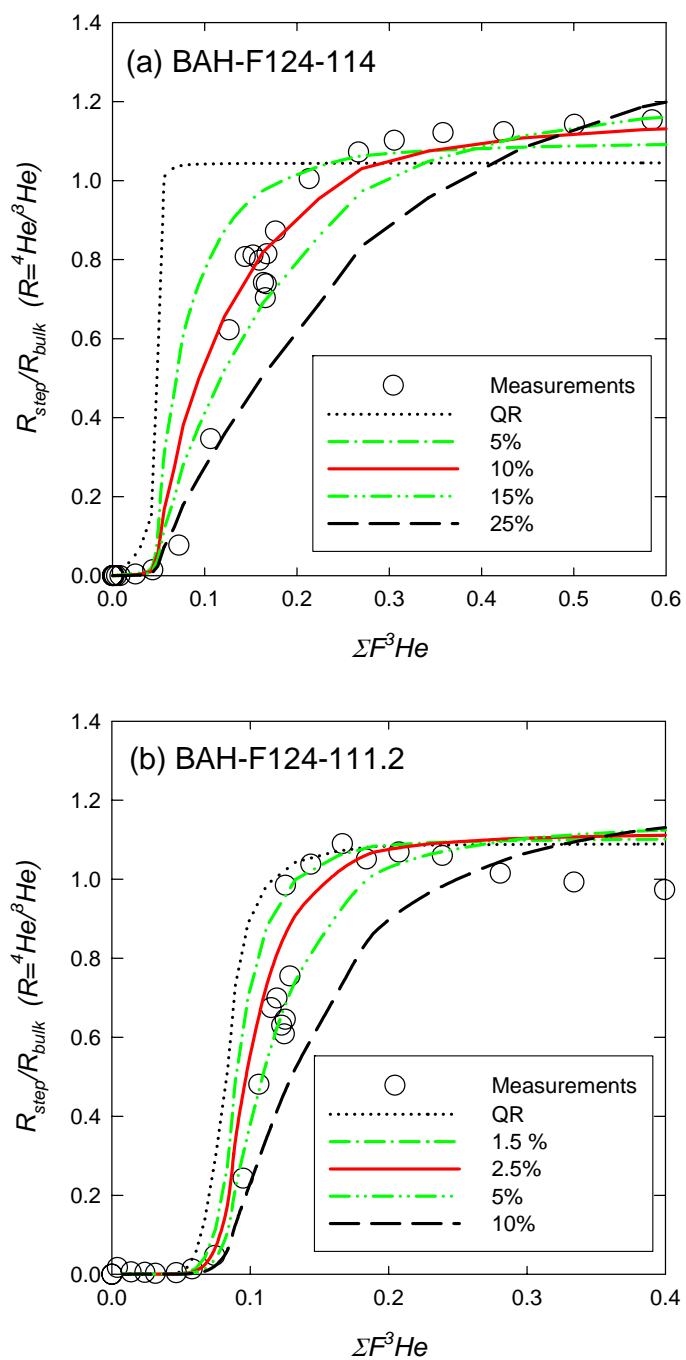 (a) BAH-F124-114
R_step/R_bulk (R=⁴He/³He)
1.4
1.2
1.0
0.8
0.6
0.4
0.2
0.0
Measurements
QR
5%
10%
15%
25%
0.0 0.1 0.2 0.3 0.4 0.5 0.6
ΣF³He
(b) BAH-F124-111.2
R_step/R_bulk (R=⁴He/³He)
1.4
1.2
1.0
0.8
0.6
0.4
0.2
0.0
Measurements
QR
1.5 %
2.5%
5%
10%
0.0 0.1 0.2 0.3 0.4
ΣF³He